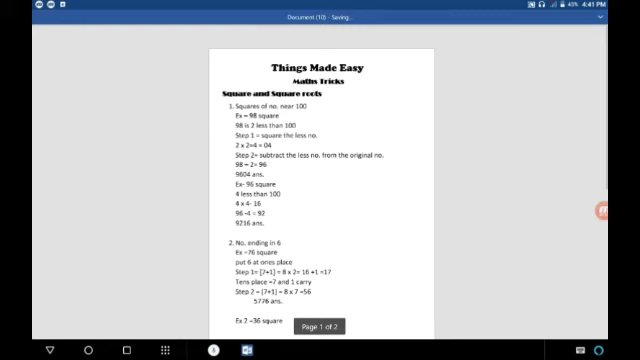 43% 4:41 PM
Document (10) - Saving...
Things Made Easy
Maths Tricks
Square and Square roots
1. Squares of no. near 100
Ex = 98 square
98 is 2 less than 100
Step 1 = square the less no.
2 x 2=4 = 04
Step 2= subtract the less no. from the original no.
98 - 2= 96
9604 ans.
Ex- 96 square
4 less than 100
4 x 4- 16
96 -4 = 92
9216 ans.
2. No. ending in 6
Ex =76 square
put 6 at ones place
Step 1= [7+1] = 8 x 2= 16 +1 =17
Tens place =7 and 1 carry
Step 2 = (7+1) = 8 x 7 =56
5776 ans.
Ex 2 =36 square
Page 1 of 2